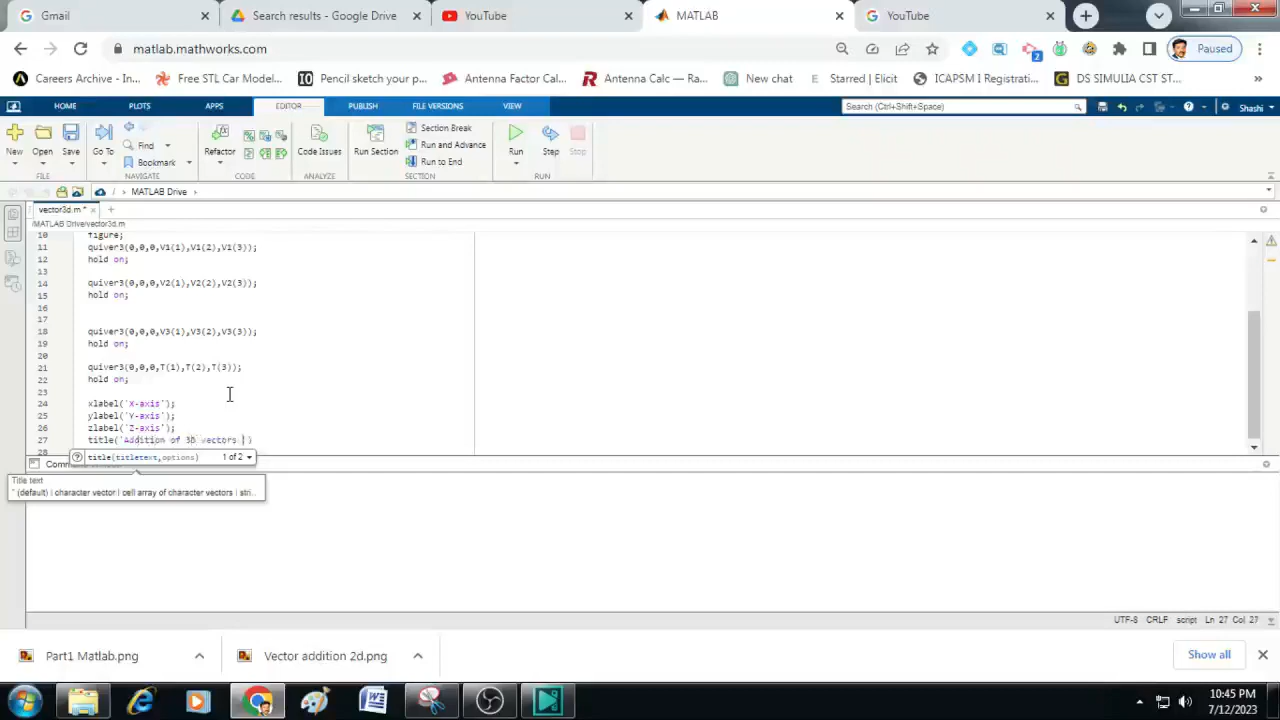 Gmail
Search results - Google Drive
YouTube
MATLAB
YouTube
matlab.mathworks.com
2
Paused
Careers Archive - In...
Free STL Car Model...
Pencil sketch your p...
Antenna Factor Cal...
Antenna Calc — Ra...
New chat
E Starred | Elicit
ICAPSM I Registrati...
DS SIMULIA CST ST...
»
HOME
PLOTS
APPS
EDITOR
PUBLISH
FILE VERSIONS
VIEW
Search (Ctrl+Shift+Space)
Shashi
New
Open
Save
Go To
Find
Bookmark
Refactor
Code Issues
Run Section
Section Break
Run and Advance
Run to End
Run
Step
Stop
FILE
NAVIGATE
CODE
ANALYZE
SECTION
RUN
/ › MATLAB Drive ›
vector3d.m *
/MATLAB Drive/vector3d.m
10 figure;
11 quiver3(0,0,0,V1(1),V1(2),V1(3));
12 hold on;
13
14 quiver3(0,0,0,V2(1),V2(2),V2(3));
15 hold on;
16
17
18 quiver3(0,0,0,V3(1),V3(2),V3(3));
19 hold on;
20
21 quiver3(0,0,0,T(1),T(2),T(3));
22 hold on;
23
24 xlabel('X-axis');
25 ylabel('Y-axis');
26 zlabel('Z-axis');
27 title('Addition of 3D vectors ')
28
title(titletext,options) 1 of 2
Title text
'' (default) | character vector | cell array of character vectors | stri...
UTF-8 CRLF script Ln 27 Col 27
Part1 Matlab.png
Vector addition 2d.png
Show all
10:45 PM
7/12/2023